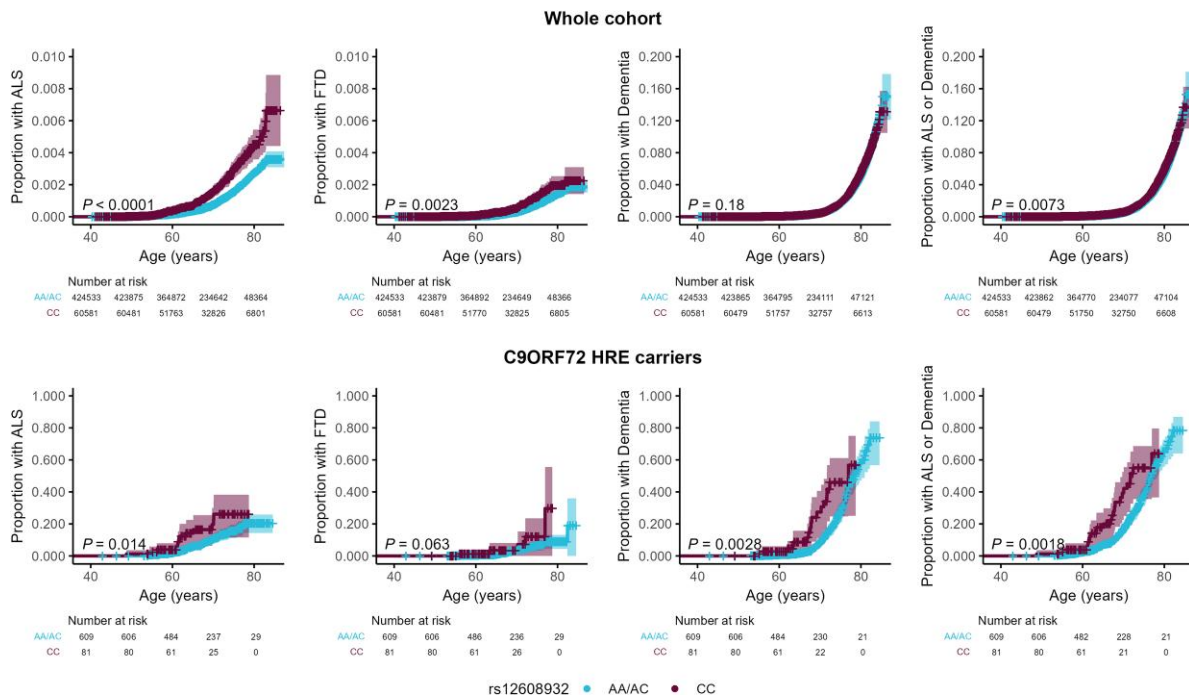 Whole cohort
Proportion with ALS
0.010
0.008
0.006
0.004
0.002
0.000
P < 0.0001
40 60 80
Age (years)
Number at risk
AA/AC 424533 423875 364872 234642 48364
CC 60581 60481 51763 32826 6801
Proportion with FTD
0.010
0.008
0.006
0.004
0.002
0.000
P = 0.0023
40 60 80
Age (years)
Number at risk
424533 423879 364892 234649 48366
60581 60481 51770 32825 6805
Proportion with Dementia
0.200
0.160
0.120
0.080
0.040
0.000
P = 0.18
40 60 80
Age (years)
Number at risk
AA/AC 424533 423865 364795 234111 47121
CC 60581 60479 51757 32757 6613
Proportion with ALS or Dementia
0.200
0.160
0.120
0.080
0.040
0.000
P = 0.0073
40 60 80
Age (years)
Number at risk
AA/AC 424533 423862 364770 234077 47104
CC 60581 60479 51750 32750 6608
C9ORF72 HRE carriers
Proportion with ALS
1.000
0.800
0.600
0.400
0.200
0.000
P = 0.014
40 60 80
Age (years)
Number at risk
AA/AC 609 606 484 237 29
CC 81 80 61 25 0
Proportion with FTD
1.000
0.800
0.600
0.400
0.200
0.000
P = 0.063
40 60 80
Age (years)
Number at risk
AA/AC 609 606 486 236 29
CC 81 80 61 26 0
Proportion with Dementia
1.000
0.800
0.600
0.400
0.200
0.000
P = 0.0028
40 60 80
Age (years)
Number at risk
AA/AC 609 606 484 230 21
CC 81 80 61 22 0
Proportion with ALS or Dementia
1.000
0.800
0.600
0.400
0.200
0.000
P = 0.0018
40 60 80
Age (years)
Number at risk
AA/AC 609 606 482 228 21
CC 81 80 61 21 0
rs12608932 AA/AC CC